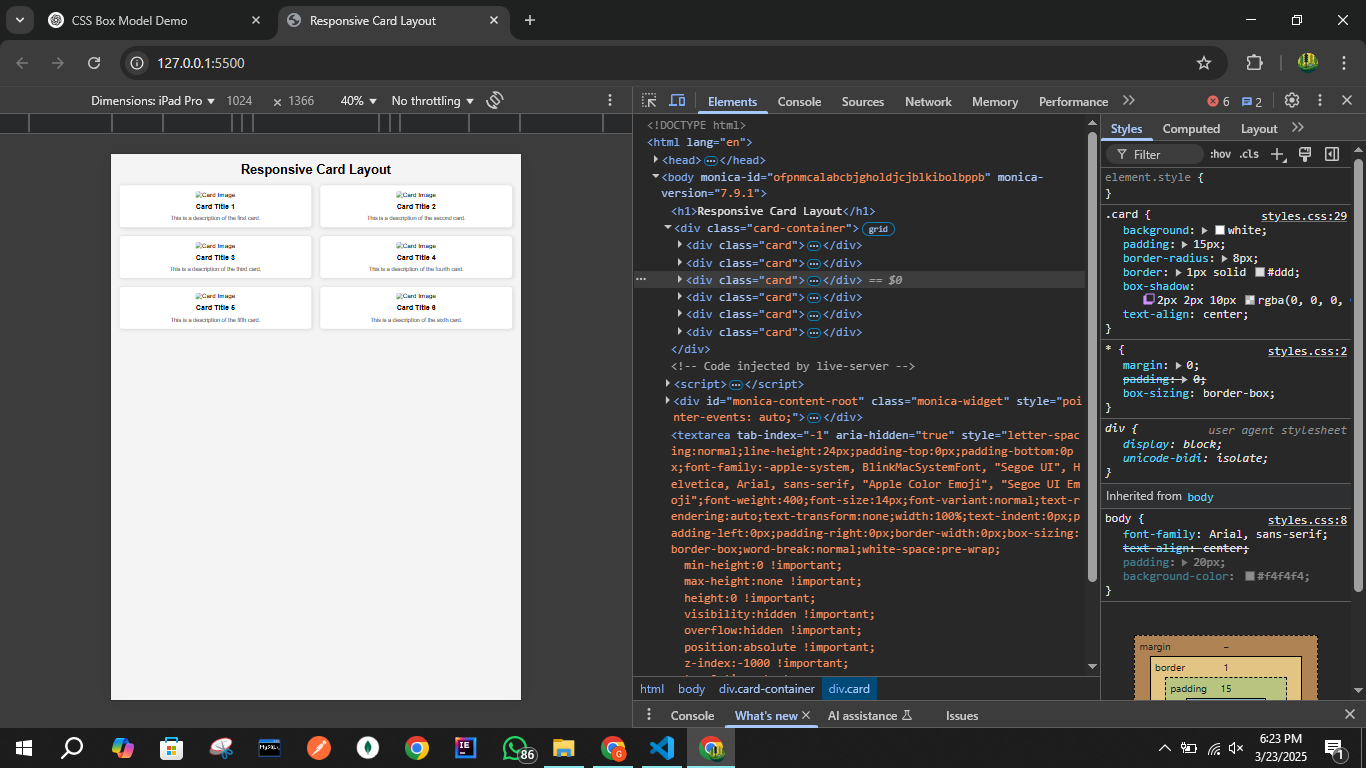 CSS Box Model Demo
Responsive Card Layout
127.0.0.1:5500
Dimensions: iPad Pro 1024 × 1366 40% No throttling
Elements Console Sources Network Memory Performance 6 2
Responsive Card Layout
Card Image
Card Title 1
This is a description of the first card.
Card Image
Card Title 2
This is a description of the second card.
Card Image
Card Title 3
This is a description of the third card.
Card Image
Card Title 4
This is a description of the fourth card.
Card Image
Card Title 5
This is a description of the fifth card.
Card Image
Card Title 6
This is a description of the sixth card.
<!DOCTYPE html>
<html lang="en">
<head> … </head>
<body monica-id="ofpnmcalabcbjgholdjcjblkibolbppb" monica-
version="7.9.1">
<h1>Responsive Card Layout</h1>
<div class="card-container"> grid
<div class="card"> … </div>
<div class="card"> … </div>
… <div class="card"> … </div> == $0
<div class="card"> … </div>
<div class="card"> … </div>
<div class="card"> … </div>
</div>
<!-- Code injected by live-server -->
<script> … </script>
<div id="monica-content-root" class="monica-widget" style="poi
nter-events: auto;"> … </div>
<textarea tab-index="-1" aria-hidden="true" style="letter-spac
ing:normal;line-height:24px;padding-top:0px;padding-bottom:0p
x;font-family:-apple-system, BlinkMacSystemFont, "Segoe UI", H
elvetica, Arial, sans-serif, "Apple Color Emoji", "Segoe UI Em
oji";font-weight:400;font-size:14px;font-variant:normal;text-r
endering:auto;text-transform:none;width:100%;text-indent:0px;p
adding-left:0px;padding-right:0px;border-width:0px;box-sizing:
border-box;word-break:normal;white-space:pre-wrap;
min-height:0 !important;
max-height:none !important;
height:0 !important;
visibility:hidden !important;
overflow:hidden !important;
position:absolute !important;
z-index:-1000 !important;
html body div.card-container div.card
Styles Computed Layout
Filter :hov .cls
element.style {
}
.card { styles.css:29
background: white;
padding: 15px;
border-radius: 8px;
border: 1px solid #ddd;
box-shadow:
2px 2px 10px rgba(0, 0, 0,
text-align: center;
}
* { styles.css:2
margin: 0;
padding: 0;
box-sizing: border-box;
}
div { user agent stylesheet
display: block;
unicode-bidi: isolate;
}
Inherited from body
body { styles.css:8
font-family: Arial, sans-serif;
text-align: center;
padding: 20px;
background-color: #f4f4f4;
}
margin –
border 1
padding 15
Console What's new AI assistance Issues
MySQL
IE
86
G
6:23 PM
3/23/2025
1